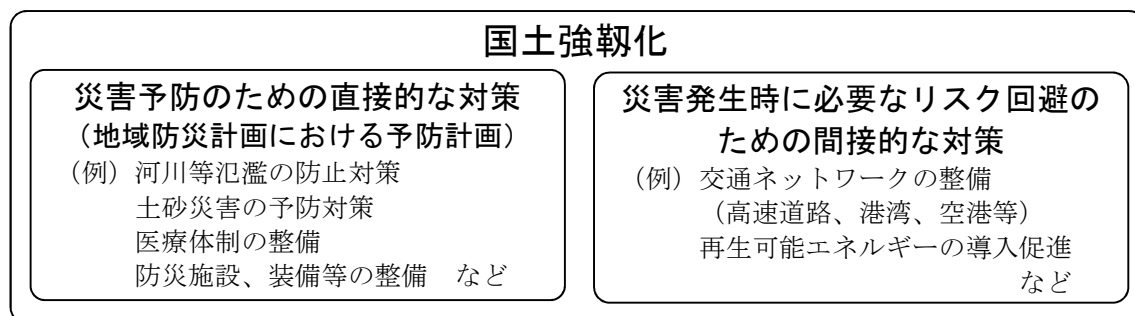 国土強靱化
災害予防のための直接的な対策
（地域防災計画における予防計画）
（例）河川等氾濫の防止対策
土砂災害の予防対策
医療体制の整備
防災施設、装備等の整備　など
災害発生時に必要なリスク回避の
ための間接的な対策
（例）交通ネットワークの整備
（高速道路、港湾、空港等）
再生可能エネルギーの導入促進
など